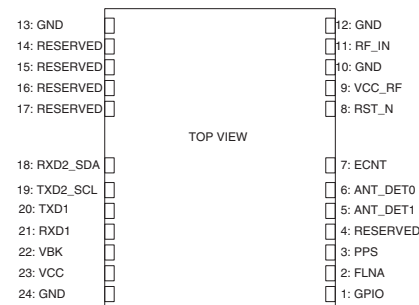 13: GND
14: RESERVED
15: RESERVED
16: RESERVED
17: RESERVED
18: RXD2_SDA
19: TXD2_SCL
20: TXD1
21: RXD1
22: VBK
23: VCC
24: GND
TOP VIEW
12: GND
11: RF_IN
10: GND
9: VCC_RF
8: RST_N
7: ECNT
6: ANT_DET0
5: ANT_DET1
4: RESERVED
3: PPS
2: FLNA
1: GPIO